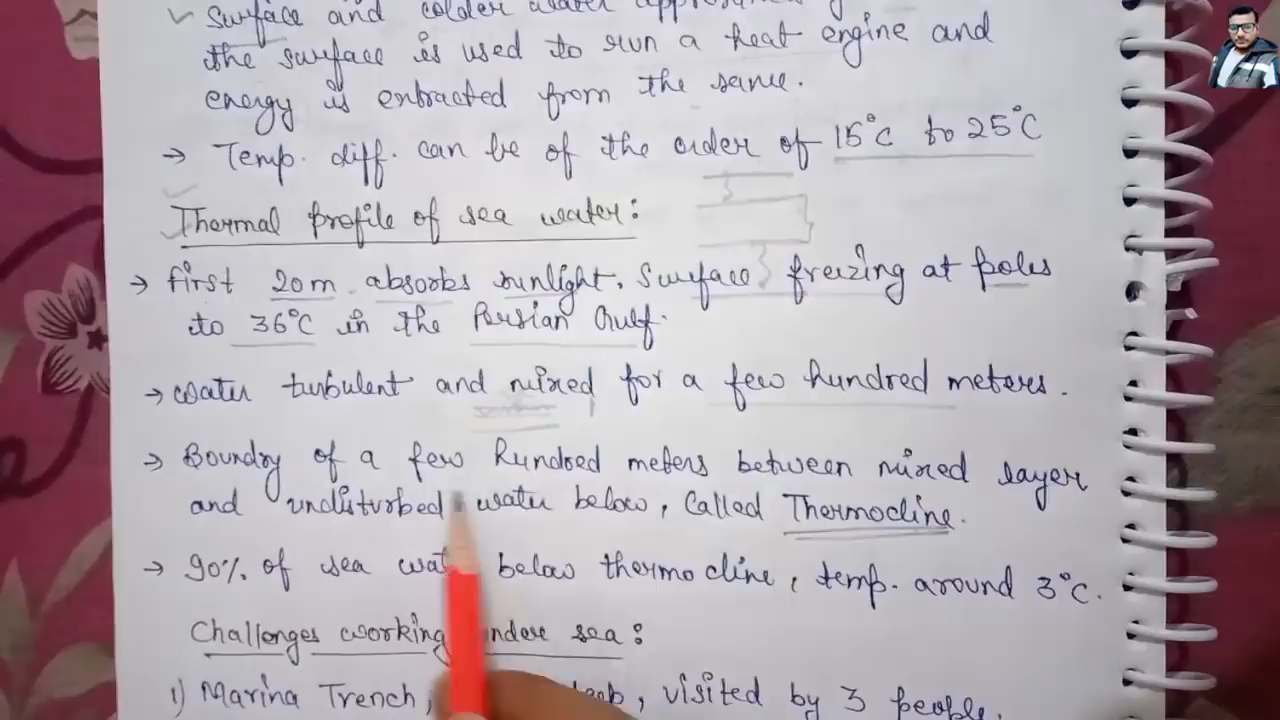 ✓ Surface and colder water
the surface is used to run a heat engine and
energy is extracted from the same.
→ Temp. diff. can be of the order of 15°C to 25°C
Thermal profile of sea water:
→ first 20m absorbs sunlight. Surface freizing at poles
to 36°C in the Persian Gulf.
→ water turbulent and mixed for a few hundred meters.
→ Boundry of a few hundred meters between mixed layer
and undisturbed water below, Called Thermocline.
→ 90% of sea below thermocline, temp. around 3°C.
Challenges working sea:
1) Marina Trench, visited by 3 people.